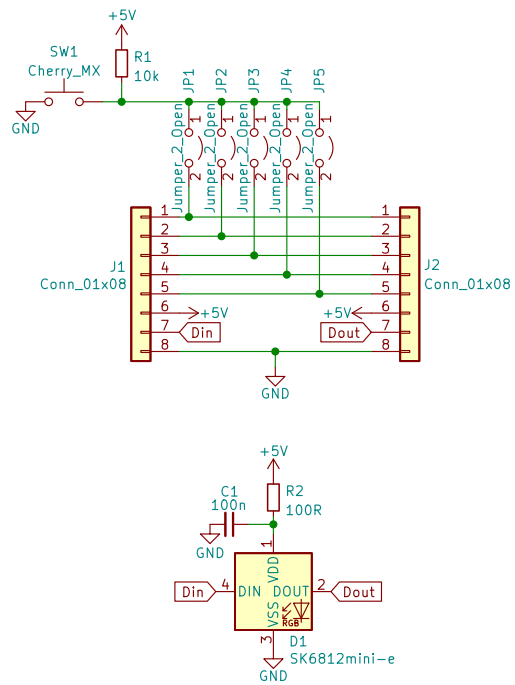 +5V
SW1
Cherry_MX
R1
10k
GND
JP1
JP2
JP3
JP4
JP5
Jumper_2_Open
Jumper_2_Open
Jumper_2_Open
Jumper_2_Open
Jumper_2_Open
1 1 1 1 1
2 2 2 2 2
J1
Conn_01x08
1
2
3
4
5
6
7
8
+5V
Din
+5V
Dout
1
2
3
4
5
6
7
8
J2
Conn_01x08
GND
+5V
C1
100n
R2
100R
GND
1
VDD
Din
4
DIN
DOUT
2
Dout
VSS
RGB
3
D1
SK6812mini-e
GND